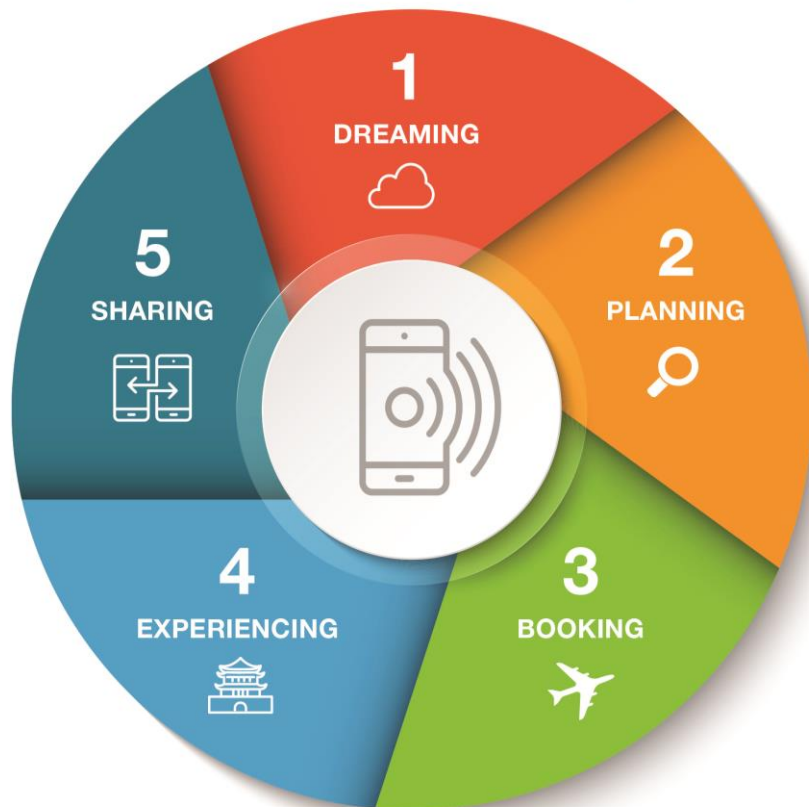 1
DREAMING
2
PLANNING
3
BOOKING
4
EXPERIENCING
5
SHARING